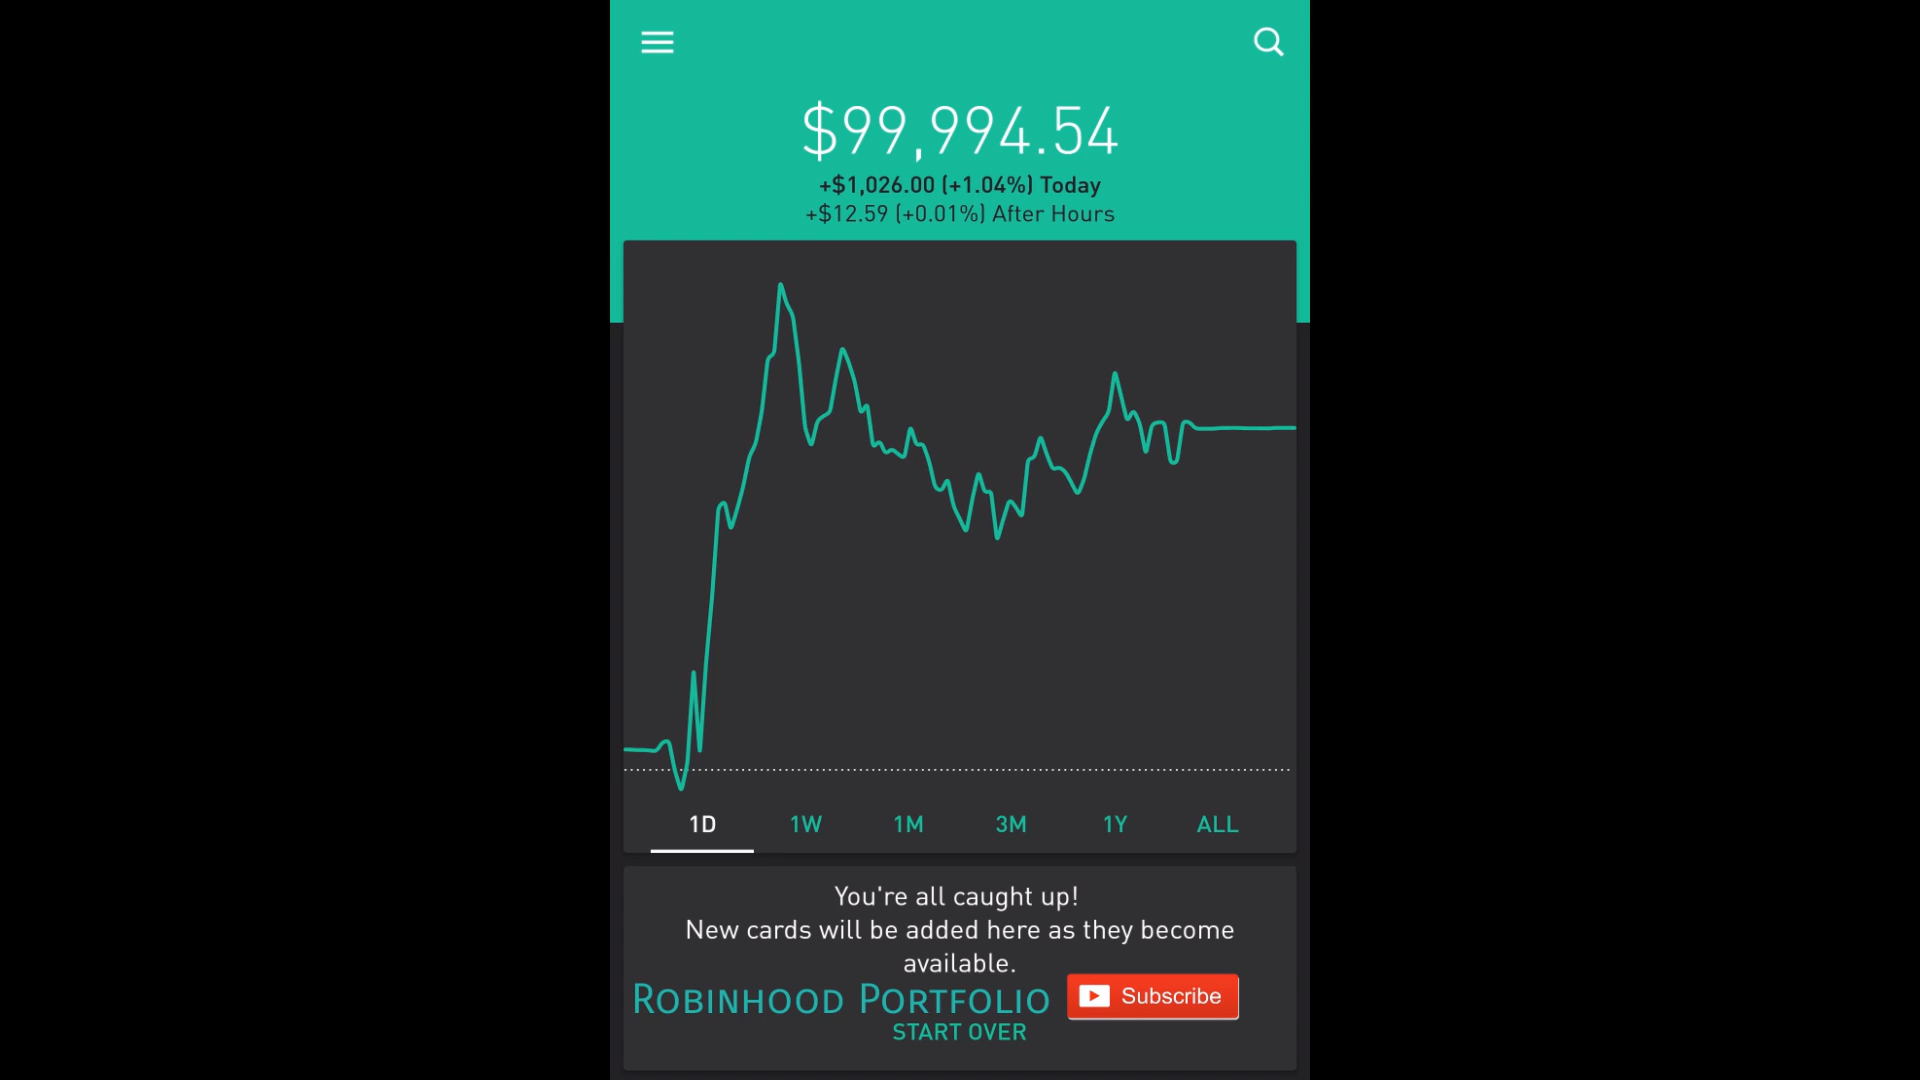 $99,994.54
+$1,026.00 (+1.04%) Today
+$12.59 (+0.01%) After Hours
1D 1W 1M 3M 1Y ALL
You're all caught up!
New cards will be added here as they become
available.
ROBINHOOD PORTFOLIO Subscribe
START OVER